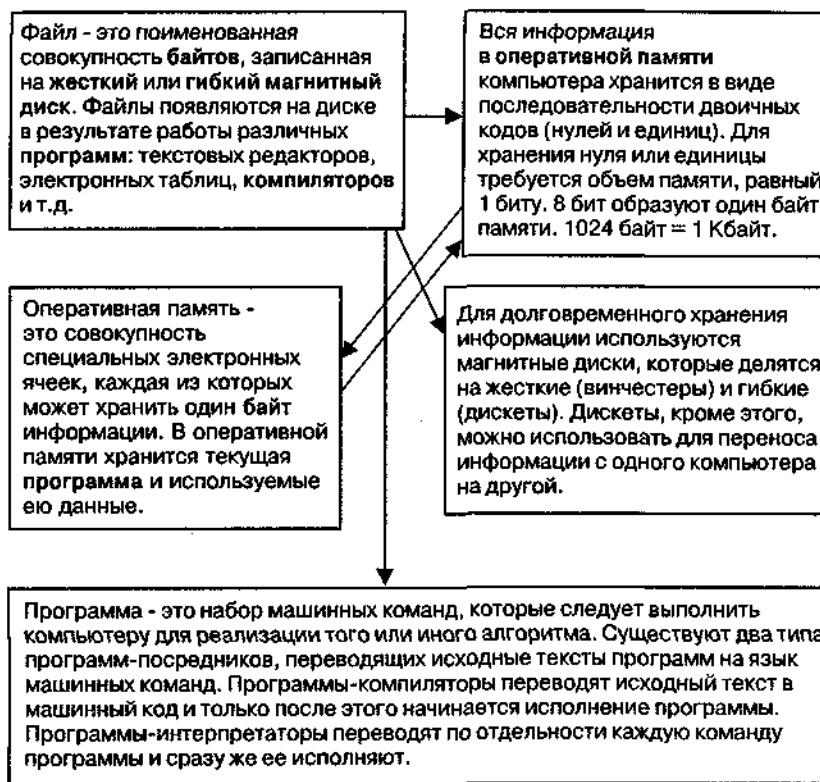 Файл - это поименованная
совокупность байтов, записанная
на жесткий или гибкий магнитный
диск. Файлы появляются на диске
в результате работы различных
программ: текстовых редакторов,
электронных таблиц, компиляторов
и т.д.
Вся информация
в оперативной памяти
компьютера хранится в виде
последовательности двоичных
кодов (нулей и единиц). Для
хранения нуля или единицы
требуется объем памяти, равный
1 биту. 8 бит образуют один байт
памяти. 1024 байт = 1 Кбайт.
Оперативная память -
это совокупность
специальных электронных
ячеек, каждая из которых
может хранить один байт
информации. В оперативной
памяти хранится текущая
программа и используемые
ею данные.
Для долговременного хранения
информации используются
магнитные диски, которые делятся
на жесткие (винчестеры) и гибкие
(дискеты). Дискеты, кроме этого,
можно использовать для переноса
информации с одного компьютера
на другой.
Программа - это набор машинных команд, которые следует выполнить
компьютеру для реализации того или иного алгоритма. Существуют два типа
программ-посредников, переводящих исходные тексты программ на язык
машинных команд. Программы-компиляторы переводят исходный текст в
машинный код и только после этого начинается исполнение программы.
Программы-интерпретаторы переводят по отдельности каждую команду
программы и сразу же ее исполняют.